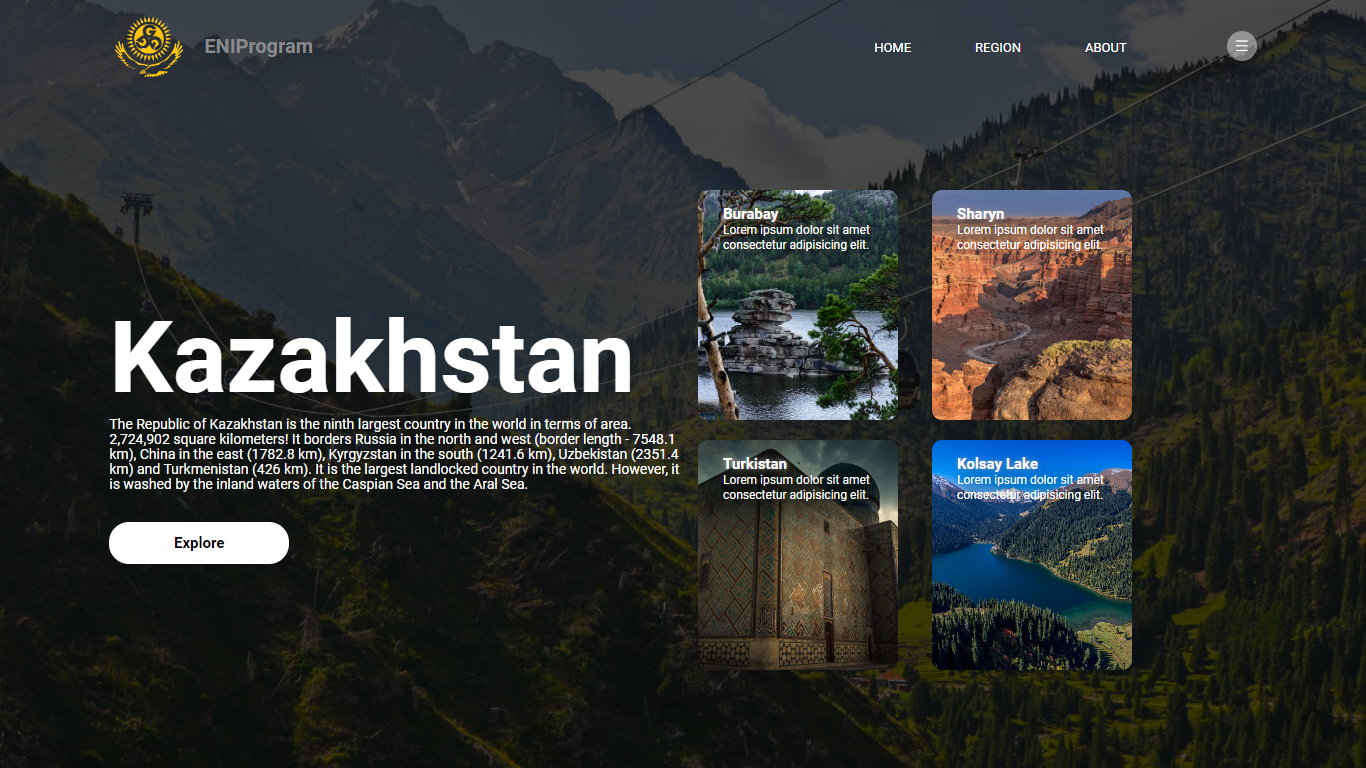 ENIProgram
HOME
REGION
ABOUT
Kazakhstan
The Republic of Kazakhstan is the ninth largest country in the world in terms of area.
2,724,902 square kilometers! It borders Russia in the north and west (border length - 7548.1
km), China in the east (1782.8 km), Kyrgyzstan in the south (1241.6 km), Uzbekistan (2351.4
km) and Turkmenistan (426 km). It is the largest landlocked country in the world. However, it
is washed by the inland waters of the Caspian Sea and the Aral Sea.
Explore
Burabay
Lorem ipsum dolor sit amet
consectetur adipisicing elit.
Sharyn
Lorem ipsum dolor sit amet
consectetur adipisicing elit.
Turkistan
Lorem ipsum dolor sit amet
consectetur adipisicing elit.
Kolsay Lake
Lorem ipsum dolor sit amet
consectetur adipisicing elit.